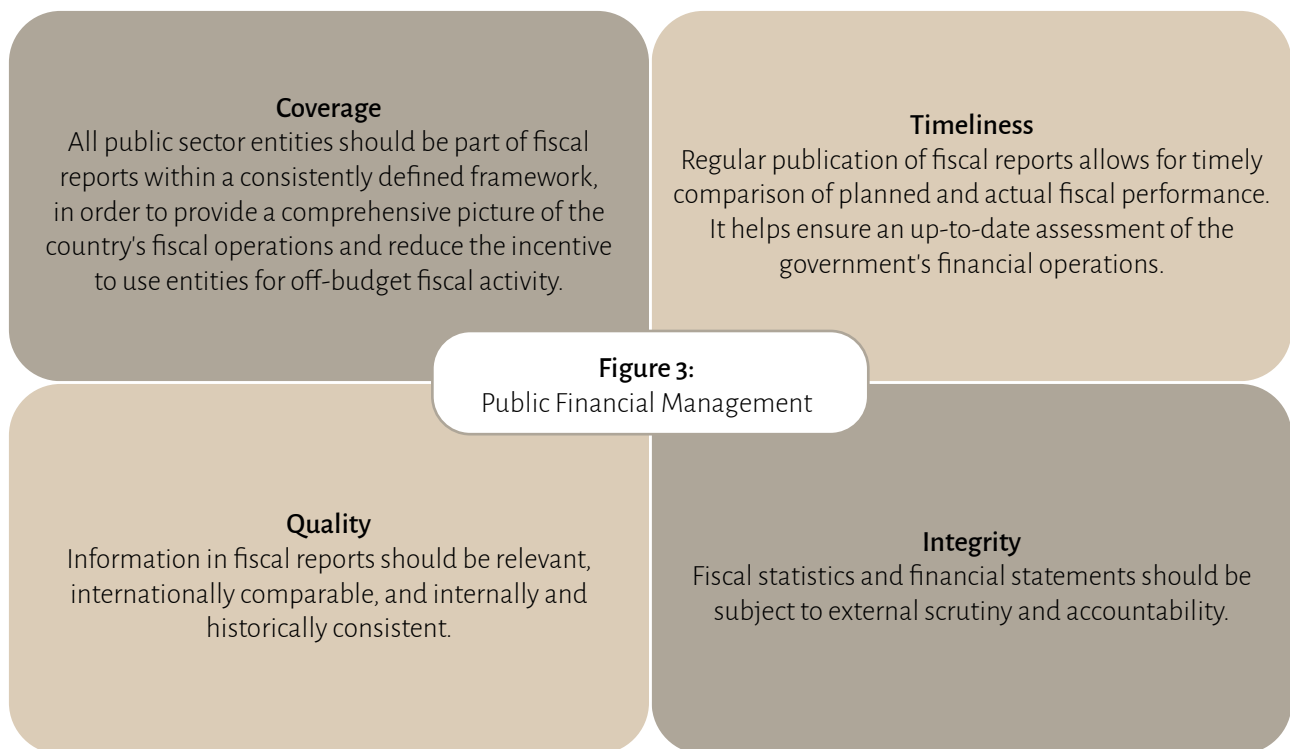 Coverage
All public sector entities should be part of fiscal
reports within a consistently defined framework,
in order to provide a comprehensive picture of the
country's fiscal operations and reduce the incentive
to use entities for off-budget fiscal activity.
Timeliness
Regular publication of fiscal reports allows for timely
comparison of planned and actual fiscal performance.
It helps ensure an up-to-date assessment of the
government's financial operations.
Figure 3:
Public Financial Management
Quality
Information in fiscal reports should be relevant,
internationally comparable, and internally and
historically consistent.
Integrity
Fiscal statistics and financial statements should be
subject to external scrutiny and accountability.